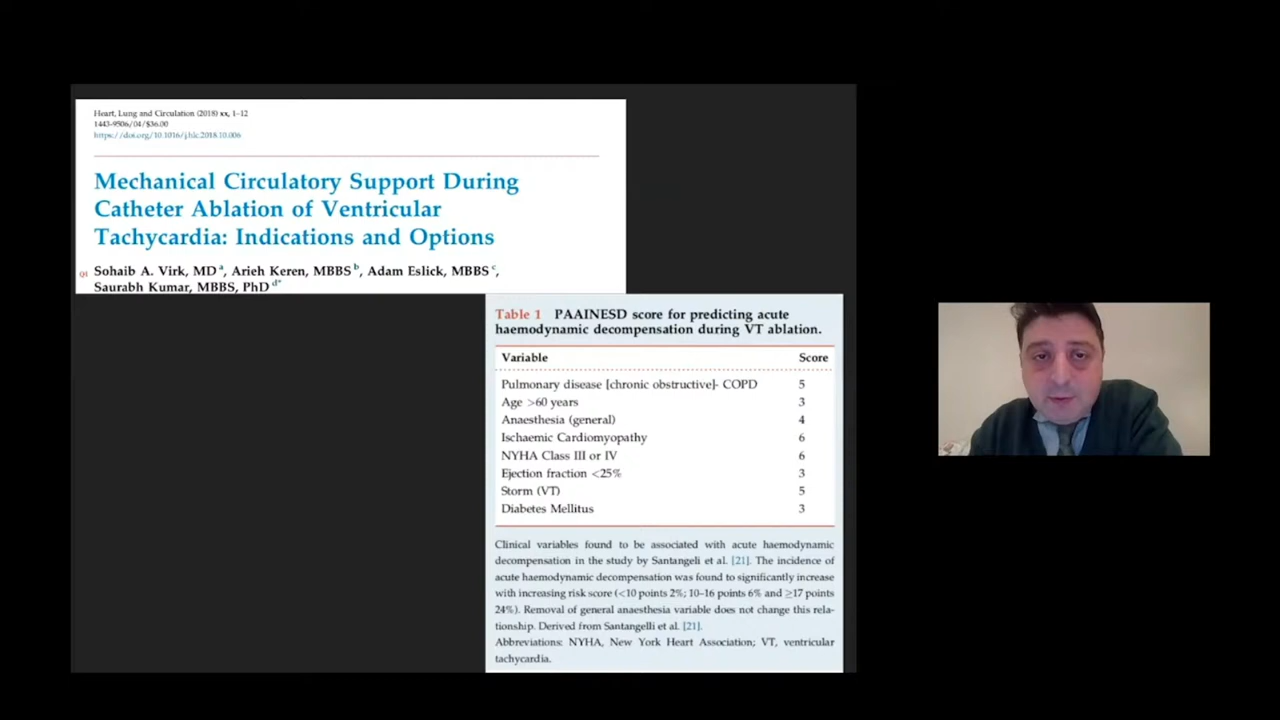 Heart, Lung and Circulation (2018) xx, 1–12
1443-9506/04/$36.00
https://doi.org/10.1016/j.hlc.2018.10.006
Mechanical Circulatory Support During
Catheter Ablation of Ventricular
Tachycardia: Indications and Options
Q1 Sohaib A. Virk, MD a, Arieh Keren, MBBS b, Adam Eslick, MBBS c,
Saurabh Kumar, MBBS, PhD d*
Table 1 PAAINESD score for predicting acute
haemodynamic decompensation during VT ablation.
Variable Score
Pulmonary disease [chronic obstructive]- COPD 5
Age >60 years 3
Anaesthesia (general) 4
Ischaemic Cardiomyopathy 6
NYHA Class III or IV 6
Ejection fraction <25% 3
Storm (VT) 5
Diabetes Mellitus 3
Clinical variables found to be associated with acute haemodynamic
decompensation in the study by Santangeli et al. [21]. The incidence of
acute haemodynamic decompensation was found to significantly increase
with increasing risk score (<10 points 2%; 10–16 points 6% and ≥17 points
24%). Removal of general anaesthesia variable does not change this rela-
tionship. Derived from Santangelli et al. [21].
Abbreviations: NYHA, New York Heart Association; VT, ventricular
tachycardia.